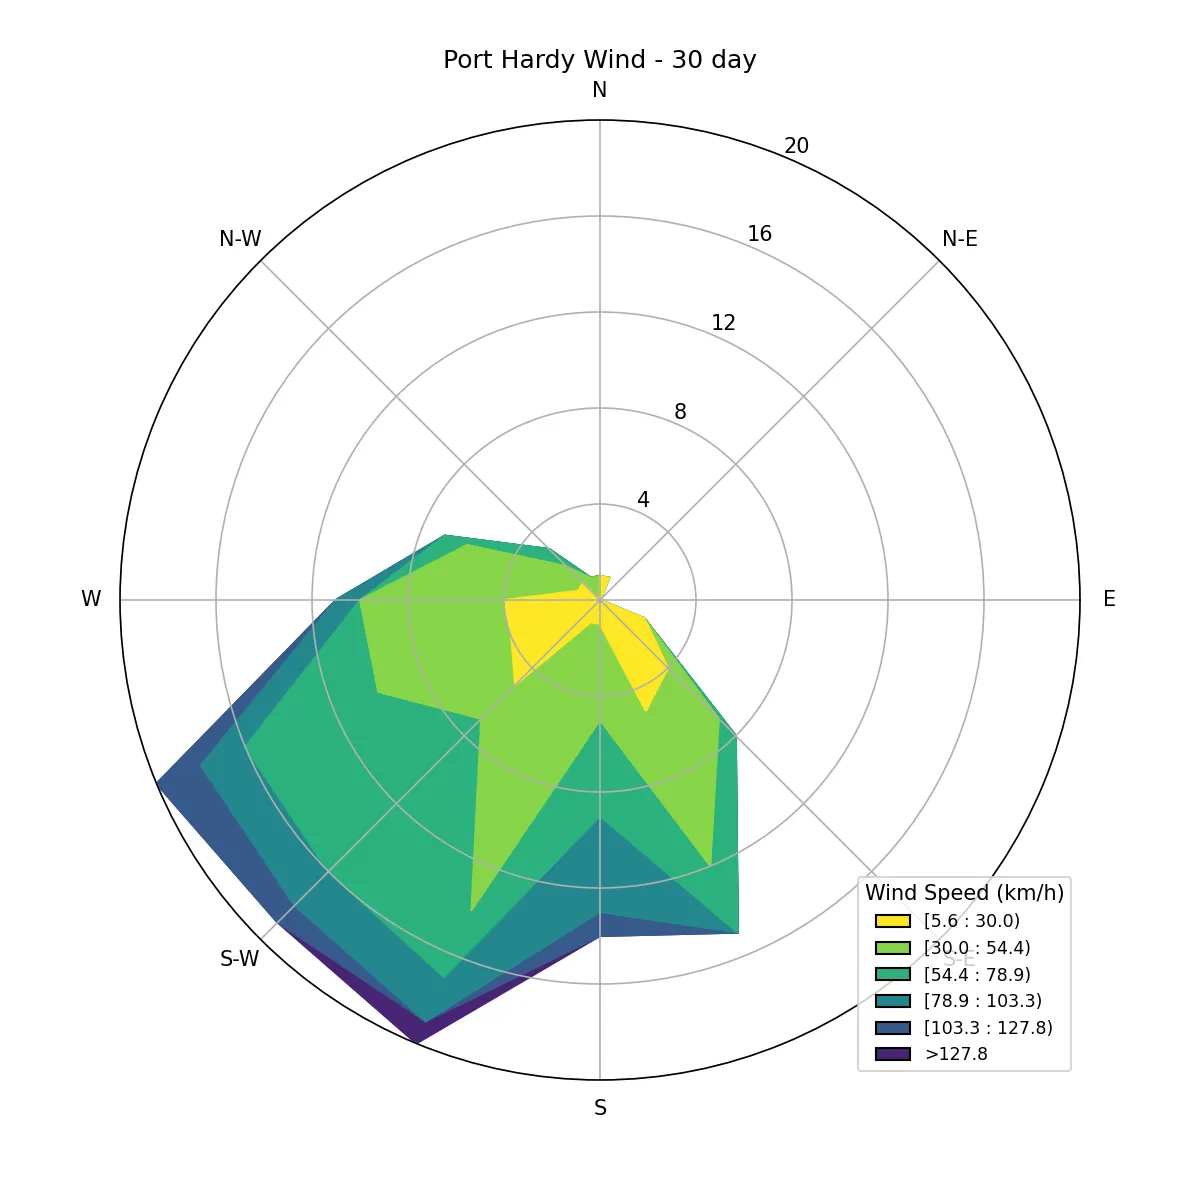 Port Hardy Wind - 30 day
N
20
N-W
N-E
16
12
8
4
W
E
Wind Speed (km/h)
[5.6 : 30.0)
[30.0 : 54.4)
S-W
S-E
[54.4 : 78.9)
[78.9 : 103.3)
[103.3 : 127.8)
>127.8
S